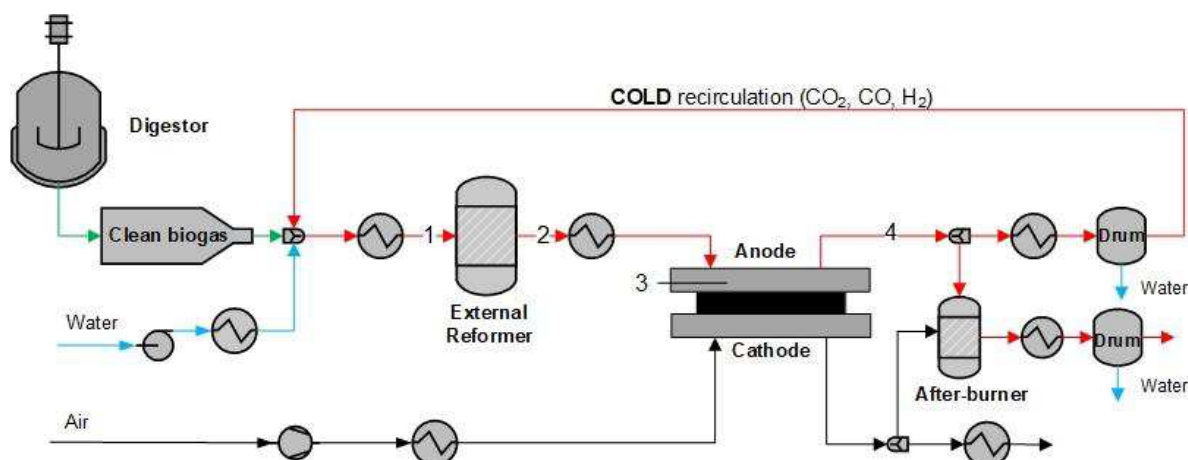 COLD recirculation (CO2, CO, H2)
Digestor
Clean biogas
1
2
4
Drum
Anode
3
Water
External
Reformer
Water
Cathode
Drum
After-burner
Water
Air